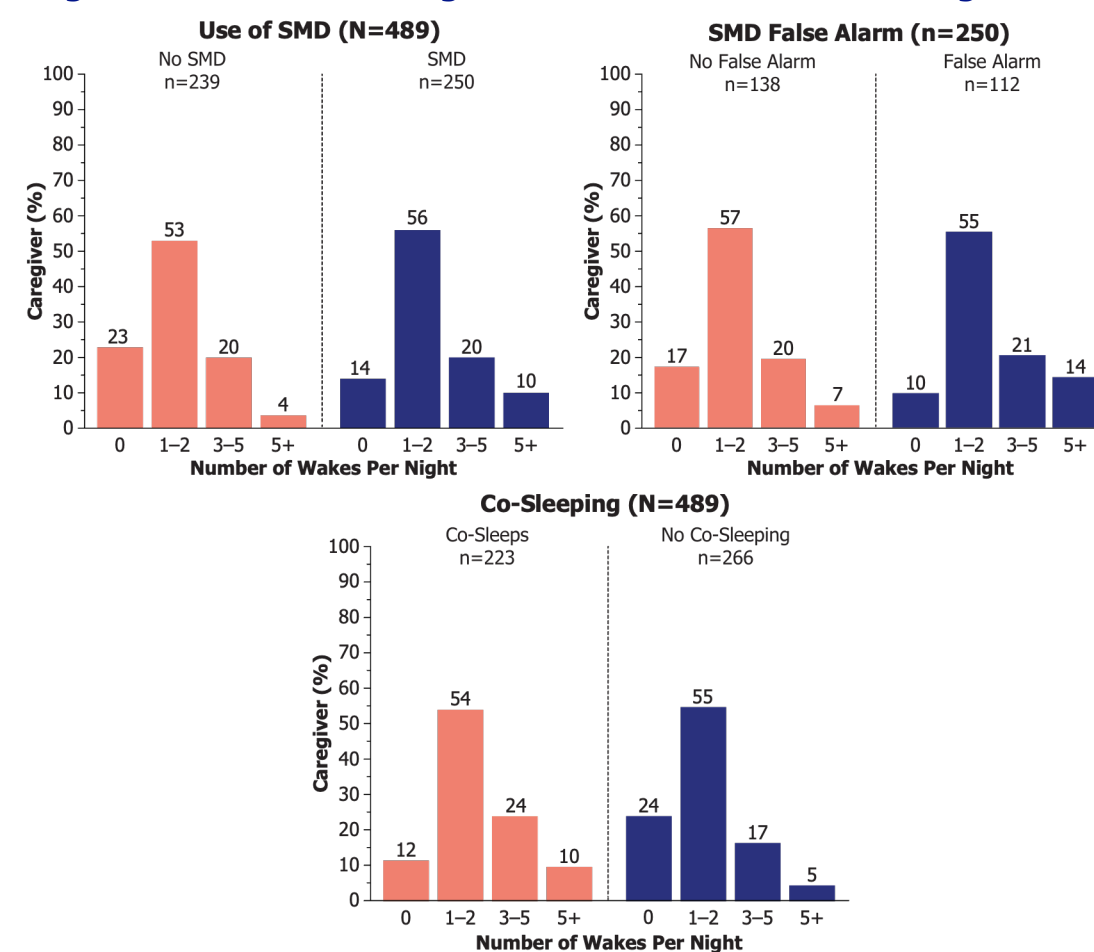 Use of SMD (N=489)
No SMD
n=239
SMD
n=250
Caregiver (%)
100
90
80
70
60
50
40
30
20
10
0
23
53
20
4
14
56
20
10
0 1–2 3–5 5+ 0 1–2 3–5 5+
Number of Wakes Per Night
SMD False Alarm (n=250)
No False Alarm
n=138
False Alarm
n=112
Caregiver (%)
100
90
80
70
60
50
40
30
20
10
0
17
57
20
7
10
55
21
14
0 1–2 3–5 5+ 0 1–2 3–5 5+
Number of Wakes Per Night
Co-Sleeping (N=489)
Co-Sleeps
n=223
No Co-Sleeping
n=266
Caregiver (%)
100
90
80
70
60
50
40
30
20
10
0
12
54
24
10
24
55
17
5
0 1–2 3–5 5+ 0 1–2 3–5 5+
Number of Wakes Per Night